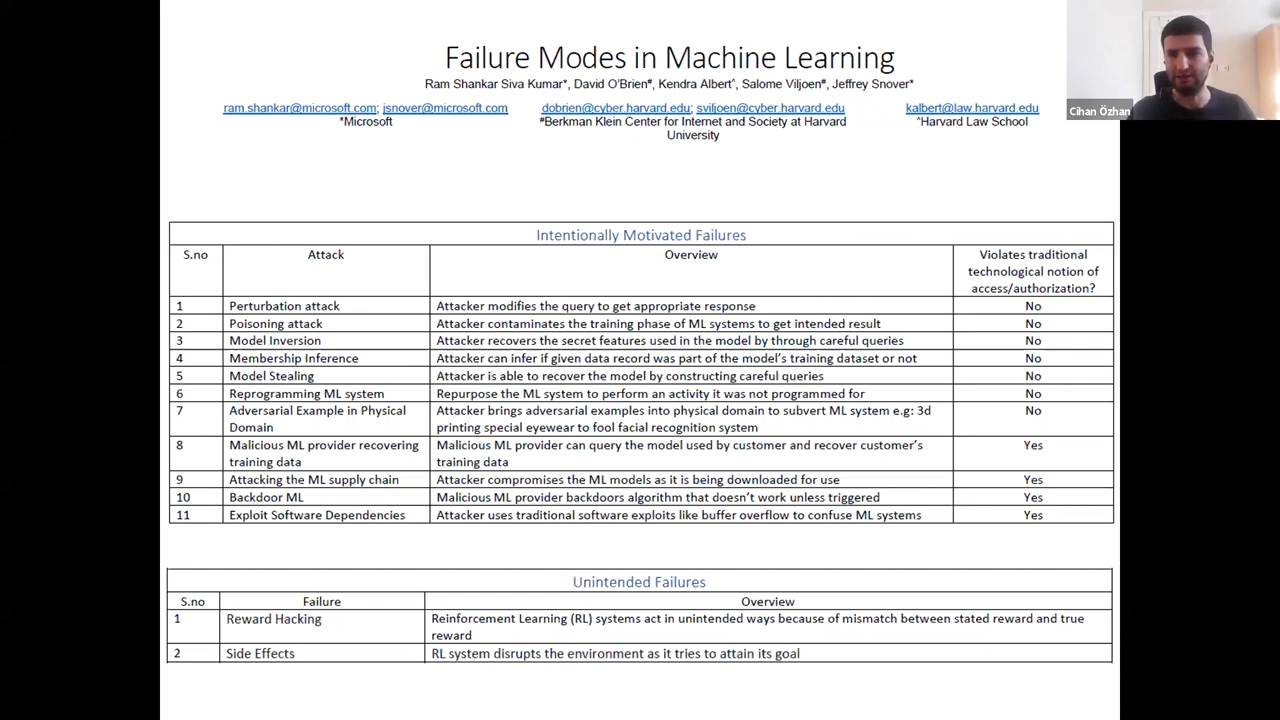 Failure Modes in Machine Learning
Ram Shankar Siva Kumar*, David O'Brien#, Kendra Albert^, Salome Viljoen#, Jeffrey Snover*
ram.shankar@microsoft.com; jsnover@microsoft.com
*Microsoft
dobrien@cyber.harvard.edu; sviljoen@cyber.harvard.edu
#Berkman Klein Center for Internet and Society at Harvard
University
kalbert@law.harvard.edu
^Harvard Law School
Cihan Özhan
Intentionally Motivated Failures
S.no Attack Overview Violates traditional
technological notion of
access/authorization?
1 Perturbation attack Attacker modifies the query to get appropriate response No
2 Poisoning attack Attacker contaminates the training phase of ML systems to get intended result No
3 Model Inversion Attacker recovers the secret features used in the model by through careful queries No
4 Membership Inference Attacker can infer if given data record was part of the model's training dataset or not No
5 Model Stealing Attacker is able to recover the model by constructing careful queries No
6 Reprogramming ML system Repurpose the ML system to perform an activity it was not programmed for No
7 Adversarial Example in Physical Attacker brings adversarial examples into physical domain to subvert ML system e.g: 3d No
Domain printing special eyewear to fool facial recognition system
8 Malicious ML provider recovering Malicious ML provider can query the model used by customer and recover customer's Yes
training data training data
9 Attacking the ML supply chain Attacker compromises the ML models as it is being downloaded for use Yes
10 Backdoor ML Malicious ML provider backdoors algorithm that doesn't work unless triggered Yes
11 Exploit Software Dependencies Attacker uses traditional software exploits like buffer overflow to confuse ML systems Yes
Unintended Failures
S.no Failure Overview
1 Reward Hacking Reinforcement Learning (RL) systems act in unintended ways because of mismatch between stated reward and true
reward
2 Side Effects RL system disrupts the environment as it tries to attain its goal